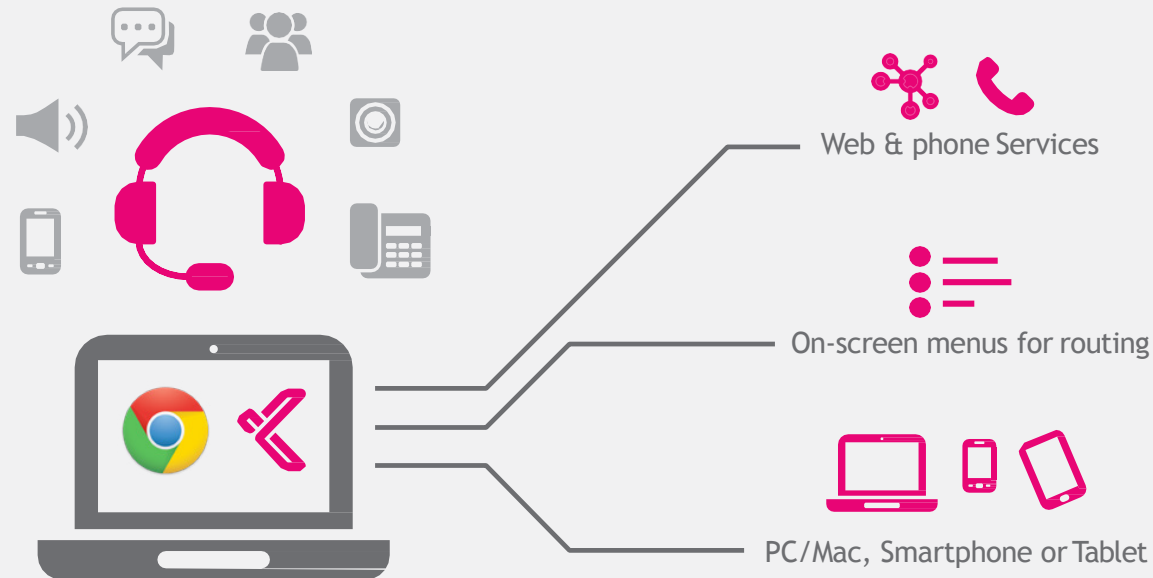 Web & phone Services
On-screen menus for routing
PC/Mac, Smartphone or Tablet